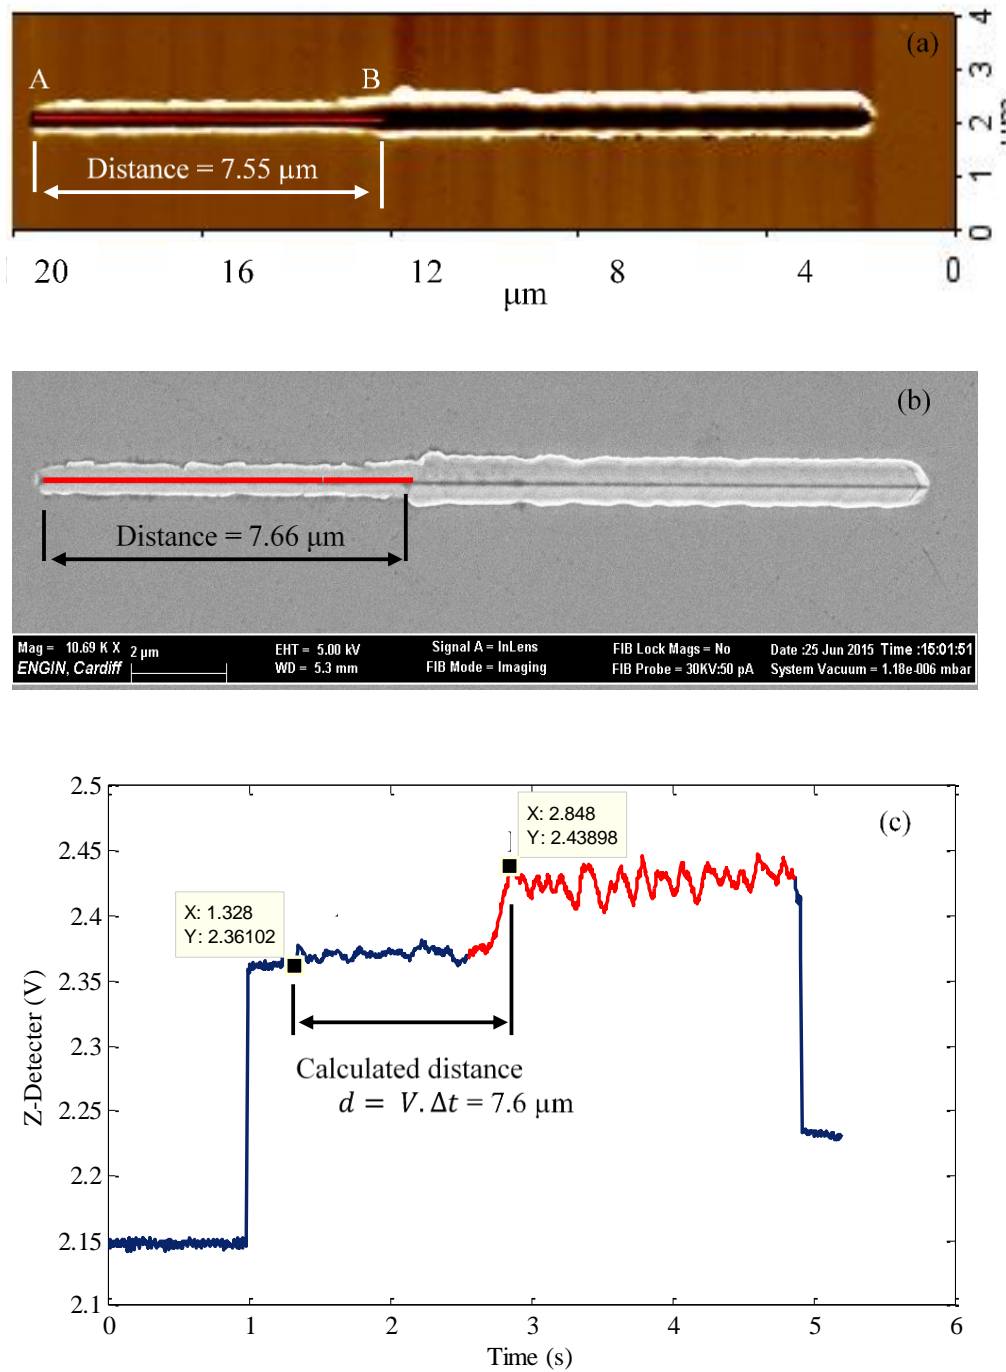 (a)
4
3
2
1
0
μm
A
B
Distance = 7.55 μm
20 16 12 8 4 0
μm
(b)
Distance = 7.66 μm
Mag = 10.69 K X 2 μm EHT = 5.00 kV Signal A = InLens FIB Lock Mags = No Date :25 Jun 2015 Time :15:01:51
ENGIN, Cardiff WD = 5.3 mm FIB Mode = Imaging FIB Probe = 30KV:50 pA System Vacuum = 1.18e-006 mbar
(c)
2.5
2.45
2.4
2.35
2.3
2.25
2.2
2.15
2.1
Z-Detecter (V)
X: 2.848
Y: 2.43898
X: 1.328
Y: 2.36102
Calculated distance
d = V.Δt = 7.6 μm
0 1 2 3 4 5 6
Time (s)